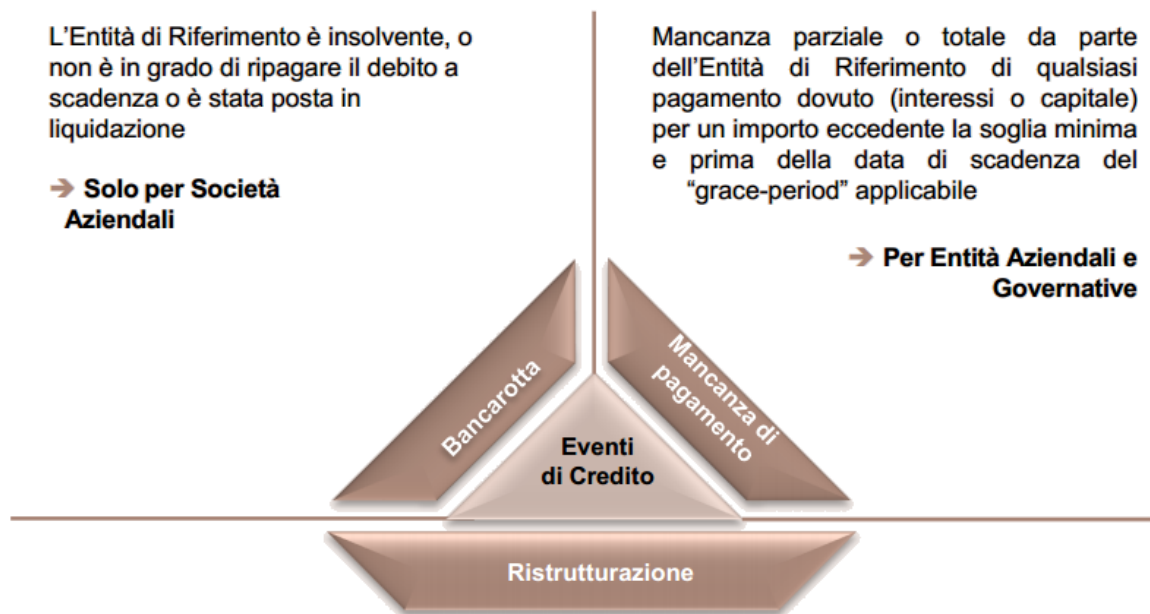 L'Entità di Riferimento è insolvente, o
non è in grado di ripagare il debito a
scadenza o è stata posta in
liquidazione
➔ Solo per Società
Aziendali
Mancanza parziale o totale da parte
dell'Entità di Riferimento di qualsiasi
pagamento dovuto (interessi o capitale)
per un importo eccedente la soglia minima
e prima della data di scadenza del
“grace-period” applicabile
➔ Per Entità Aziendali e
Governative
Bancarotta
Mancanza di
pagamento
Eventi
di Credito
Ristrutturazione